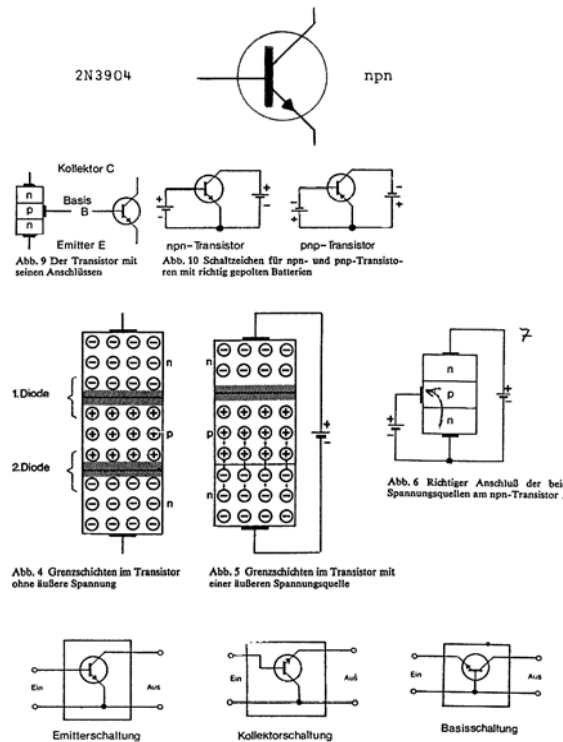 2N3904
npn
Kollektor C
n
p
n
Basis
B
Emitter E
+
-
+
-
npn-Transistor
+
-
-
+
pnp-Transistor
Abb. 9 Der Transistor mit
seinen Anschlüssen
Abb. 10 Schaltzeichen für npn- und pnp-Transisto-
ren mit richtig gepolten Batterien
1.Diode
2.Diode
n
p
n
n
p
n
+
-
7
n
p
n
+
-
+
-
Abb. 6 Richtiger Anschluß der bei
Spannungsquellen am npn-Transistor
Abb. 4 Grenzschichten im Transistor
ohne äußere Spannung
Abb. 5 Grenzschichten im Transistor mit
einer äußeren Spannungsquelle
Ein
Aus
Emitterschaltung
Ein
Aus
Kollektorschaltung
Ein
Aus
Basisschaltung